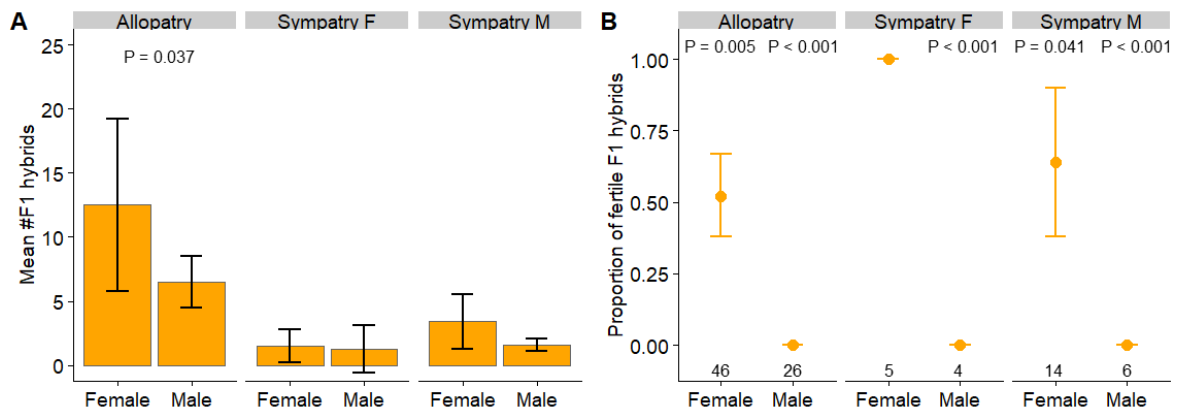 A
Allopatry
Sympatry F
Sympatry M
P = 0.037
Mean #F1 hybrids
25
20
15
10
5
0
Female Male Female Male Female Male
B
Allopatry
Sympatry F
Sympatry M
P = 0.005 P < 0.001 P < 0.001 P = 0.041 P < 0.001
Proportion of fertile F1 hybrids
1.00
0.75
0.50
0.25
0.00
46 26 5 4 14 6
Female Male Female Male Female Male